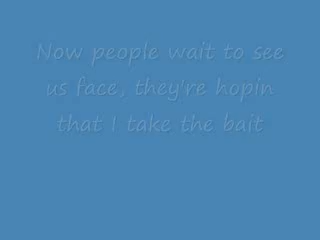 Now people wait to see
us face, they're hopin
that I take the bait